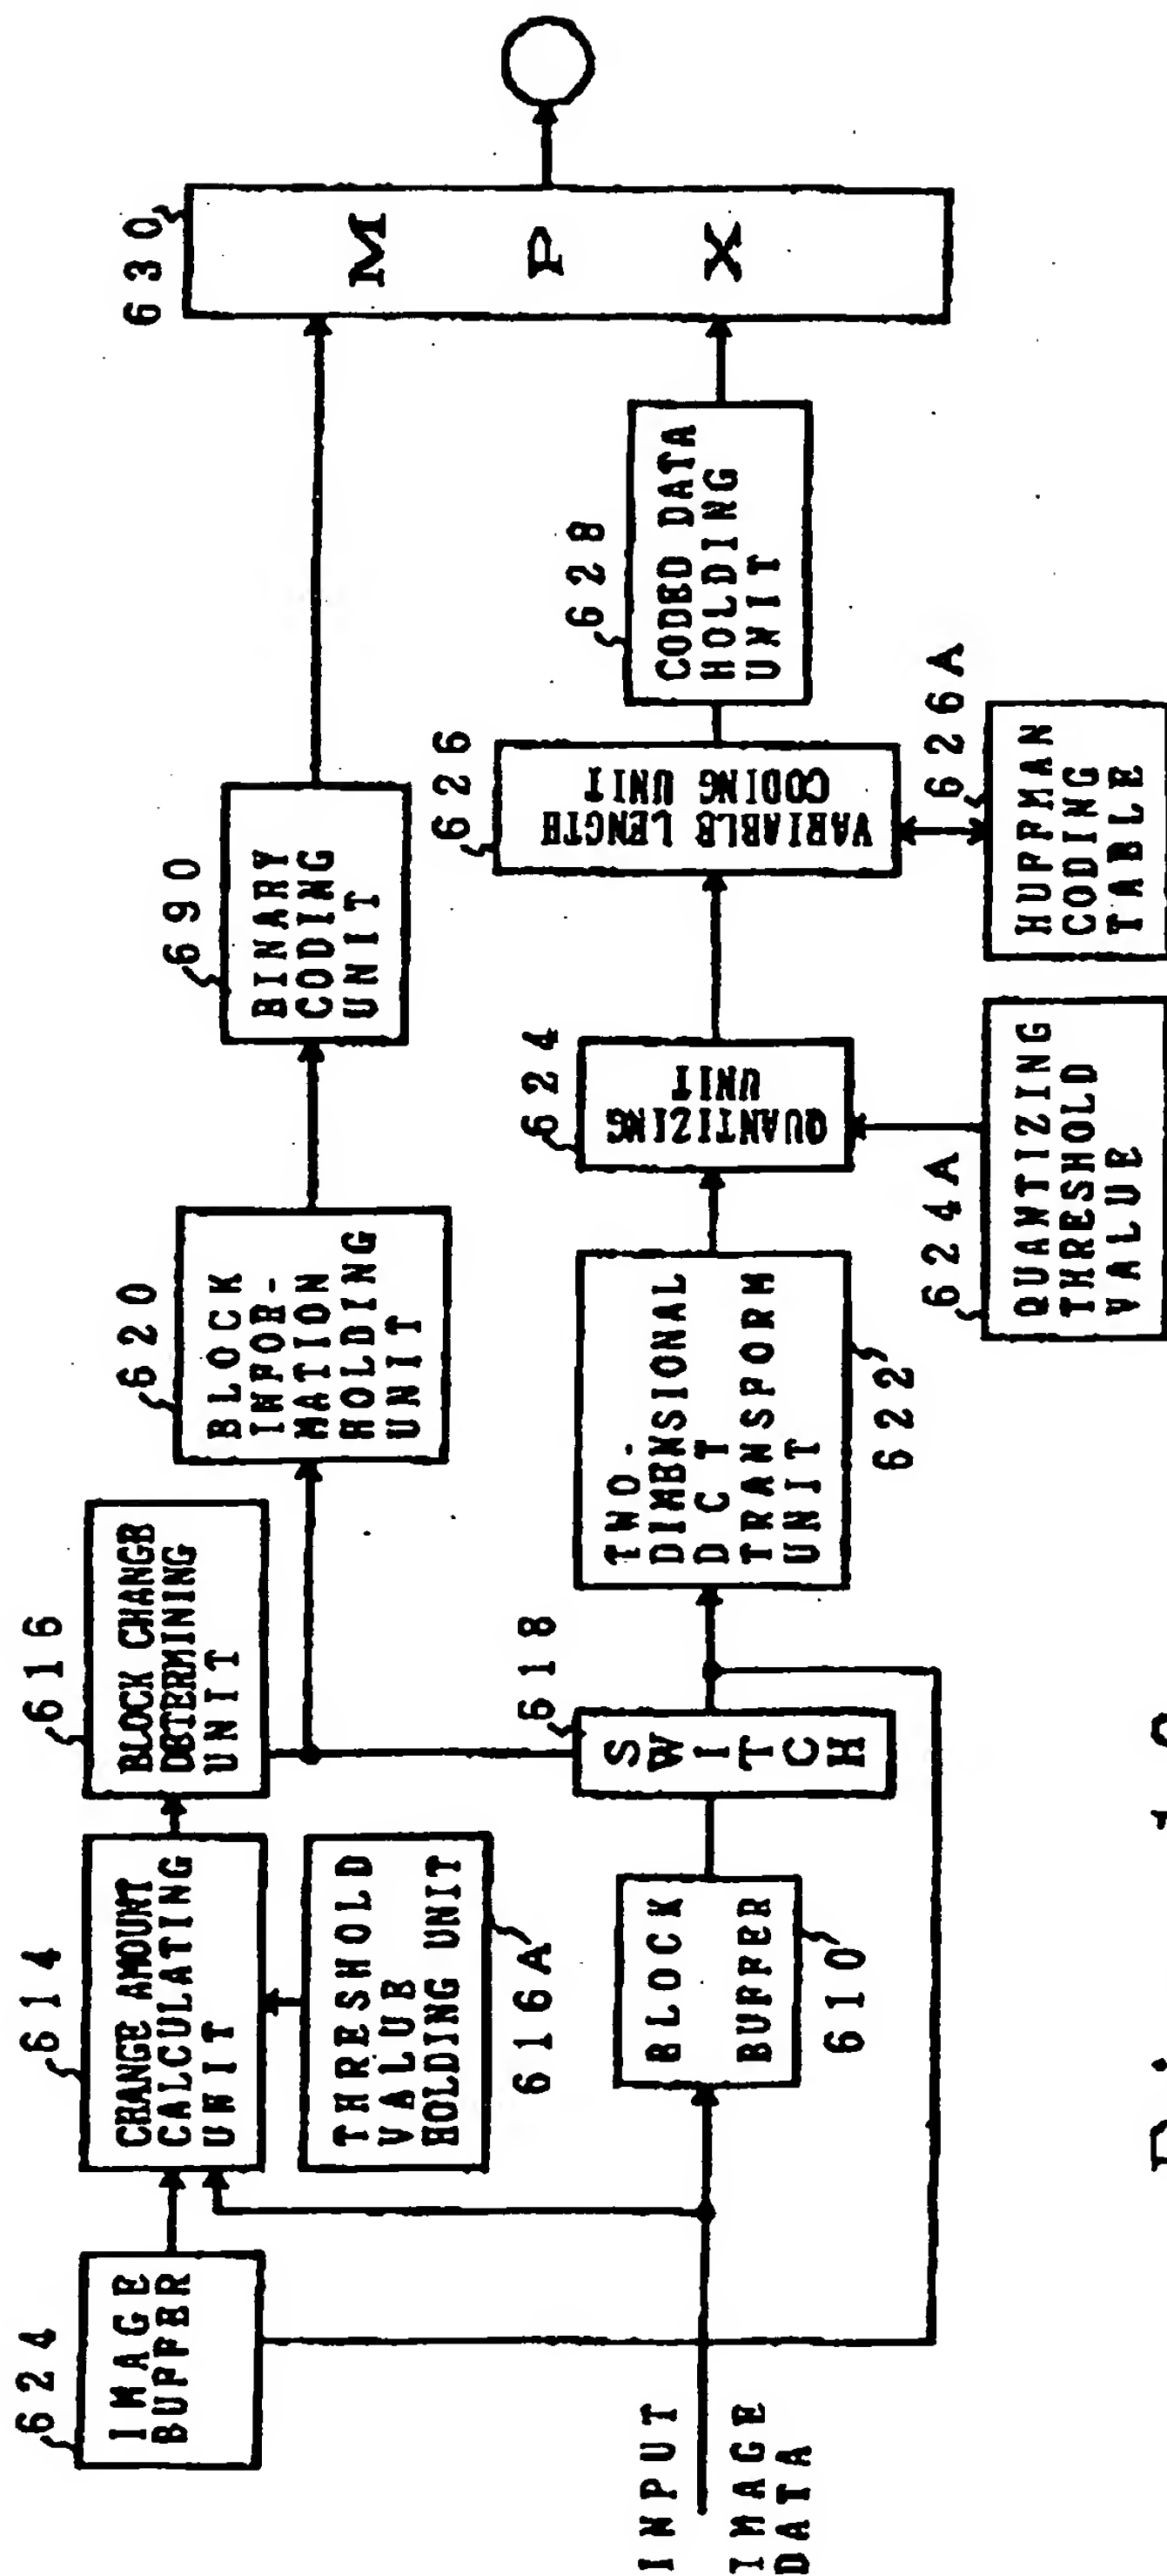 624
IMAGE
BUFFER
614
CHANGE AMOUNT
CALCULATING
UNIT
616
BLOCK CHANGE
DETERMINING
UNIT
THRESHOLD
VALUE
HOLDING UNIT
616A
620
BLOCK
INFOR-
MATION
HOLDING
UNIT
690
BINARY
CODING
UNIT
630
MPX
INPUT
IMAGE
DATA
BLOCK
BUFFER
610
618
SWITCH
TWO-
DIMENSIONAL
DCT
TRANSFORM
UNIT
622
624
QUANTIZING
UNIT
624A
QUANTIZING
THRESHOLD
VALUE
626
VARIABLE LENGTH
CODING UNIT
626A
HUFFMAN
CODING
TABLE
628
CODED DATA
HOLDING
UNIT